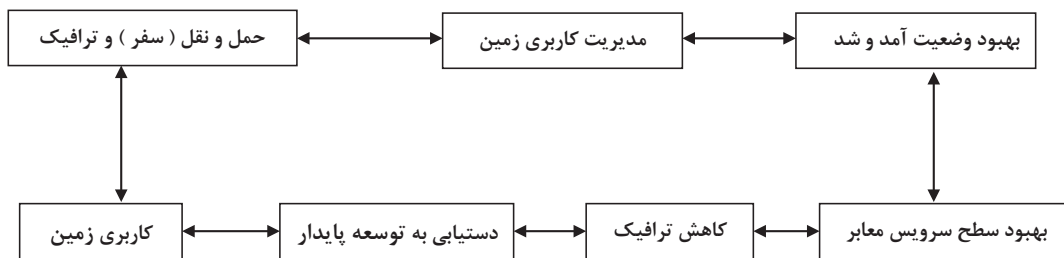 بهبود وضعیت آمد و شد
مدیریت کاربری زمین
حمل و نقل ( سفر ) و ترافیک
بهبود سطح سرویس معابر
کاهش ترافیک
دستیابی به توسعه پایدار
کاربری زمین